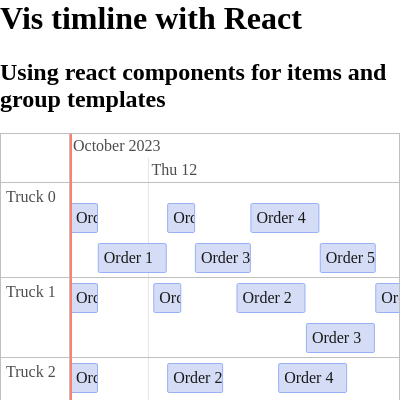 Vis timline with React
Using react components for items and
group templates
October 2023
Thu 12
Truck 0
Ord
Ord
Order 4
Order 1
Order 3
Order 5
Truck 1
Ord
Ord
Order 2
Or
Order 3
Truck 2
Ord
Order 2
Order 4